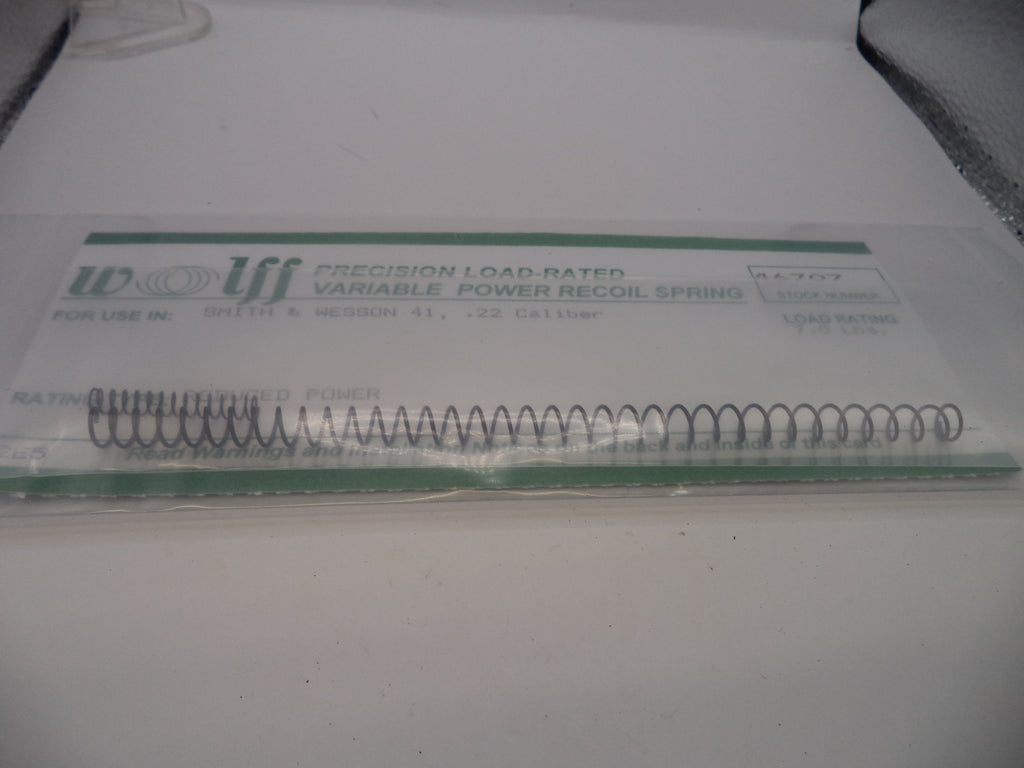 wolff PRECISION LOAD-RATED
VARIABLE POWER RECOIL SPRING
46707
STOCK NUMBER
FOR USE IN: SMITH & WESSON 41, .22 Caliber
LOAD RATING
7.0 Lbs.
REDUCED POWER
Read Warnings and on the back and inside of this card